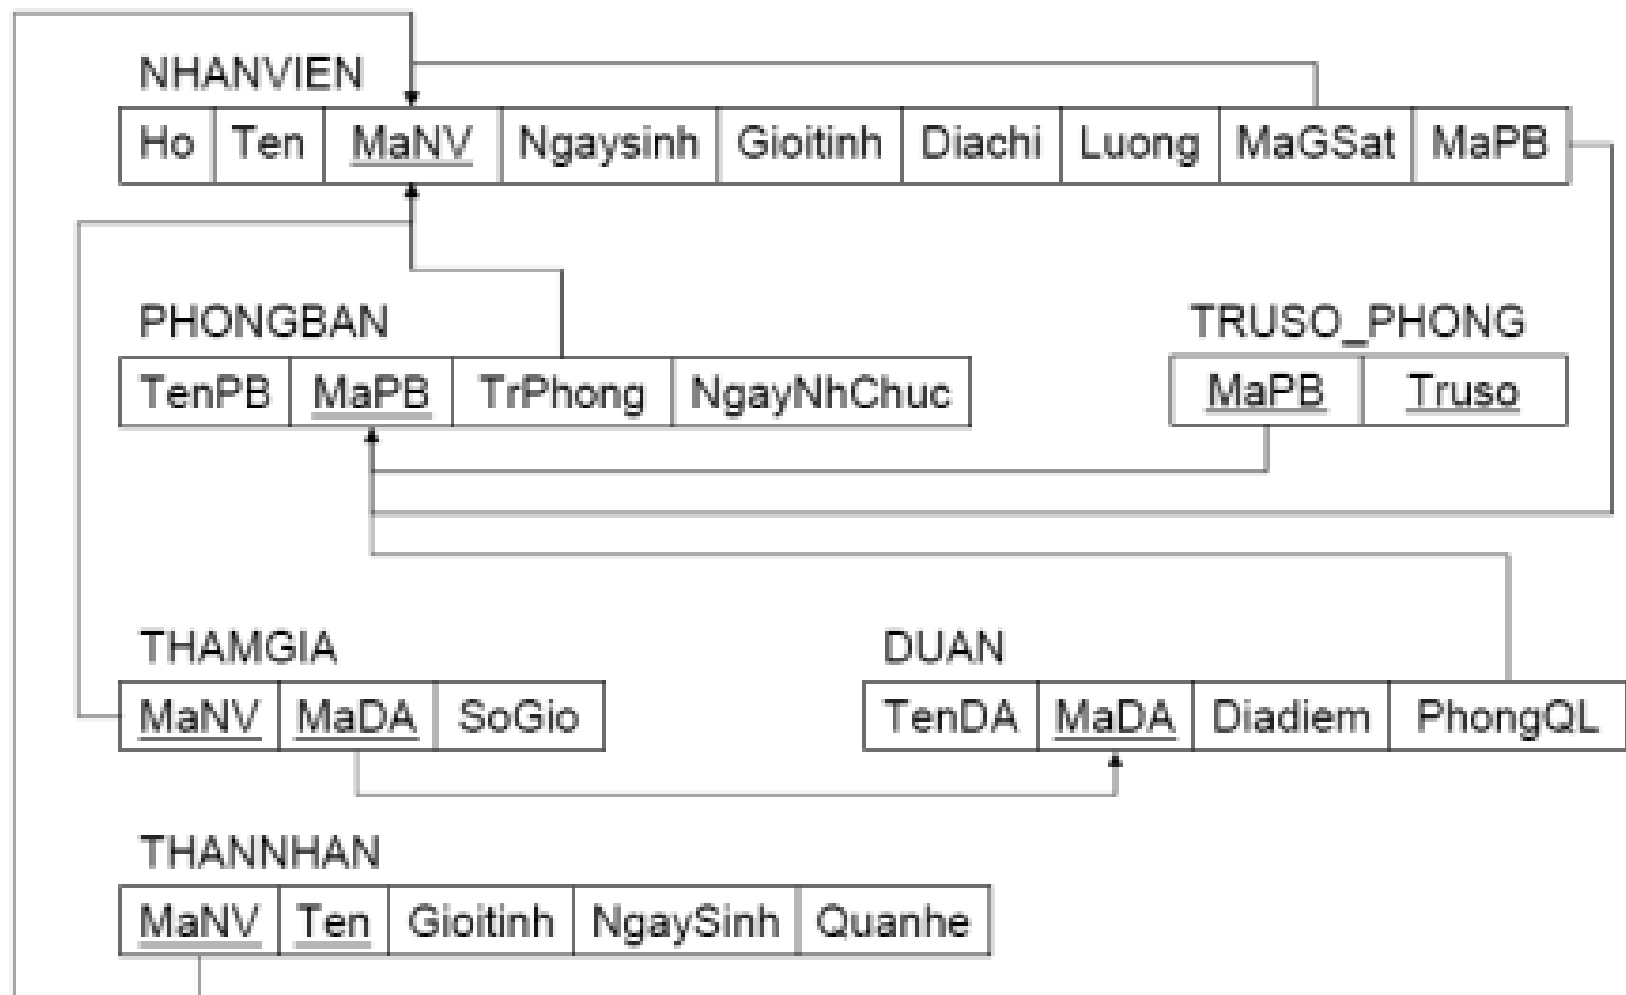 NHANVIEN
Ho Ten MaNV Ngaysinh Gioitinh Diachi Luong MaGSat MaPB
PHONGBAN
TenPB MaPB TrPhong NgayNhChuc
TRUSO_PHONG
MaPB Truso
THAMGIA
MaNV MaDA SoGio
DUAN
TenDA MaDA Diadiem PhongQL
THANNHAN
MaNV Ten Gioitinh NgaySinh Quanhe